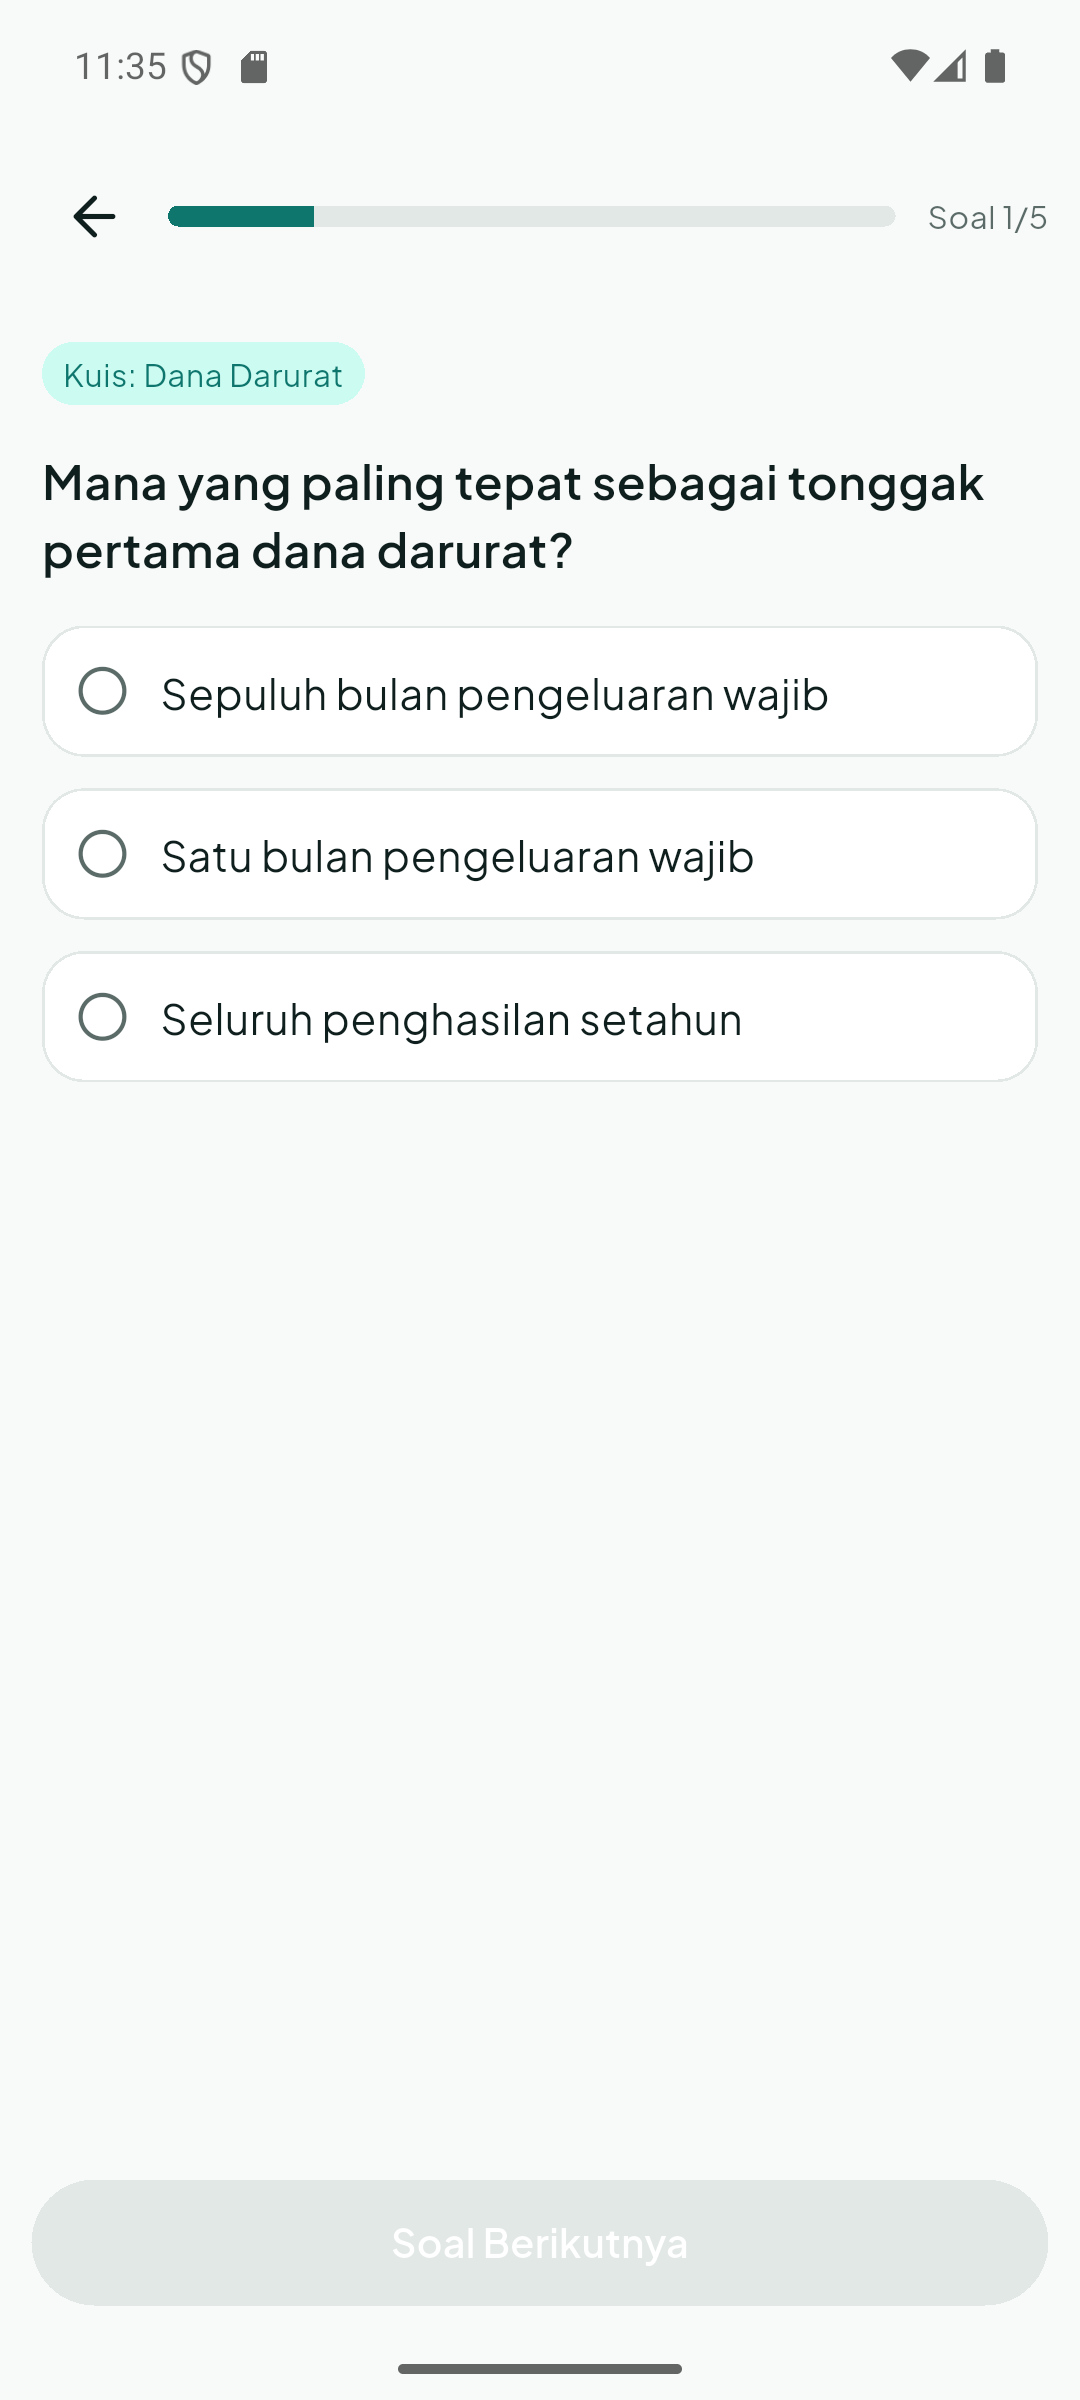 11:35
Soal 1/5
Kuis: Dana Darurat
Mana yang paling tepat sebagai tonggak
pertama dana darurat?
Sepuluh bulan pengeluaran wajib
Satu bulan pengeluaran wajib
Seluruh penghasilan setahun
Soal Berikutnya